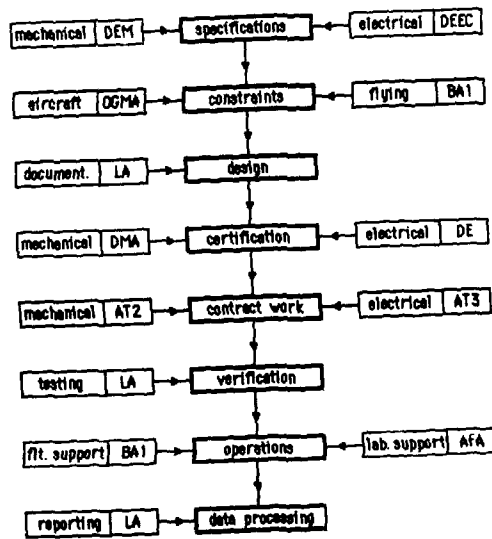 mechanical DEM specifications electrical DEEC
aircraft OGMA constraints flying BA1
document. LA design
mechanical DMA certification electrical DE
mechanical AT2 contract work electrical AT3
testing LA verification
flt. support BA1 operations lab. support AfA
reporting LA data processing